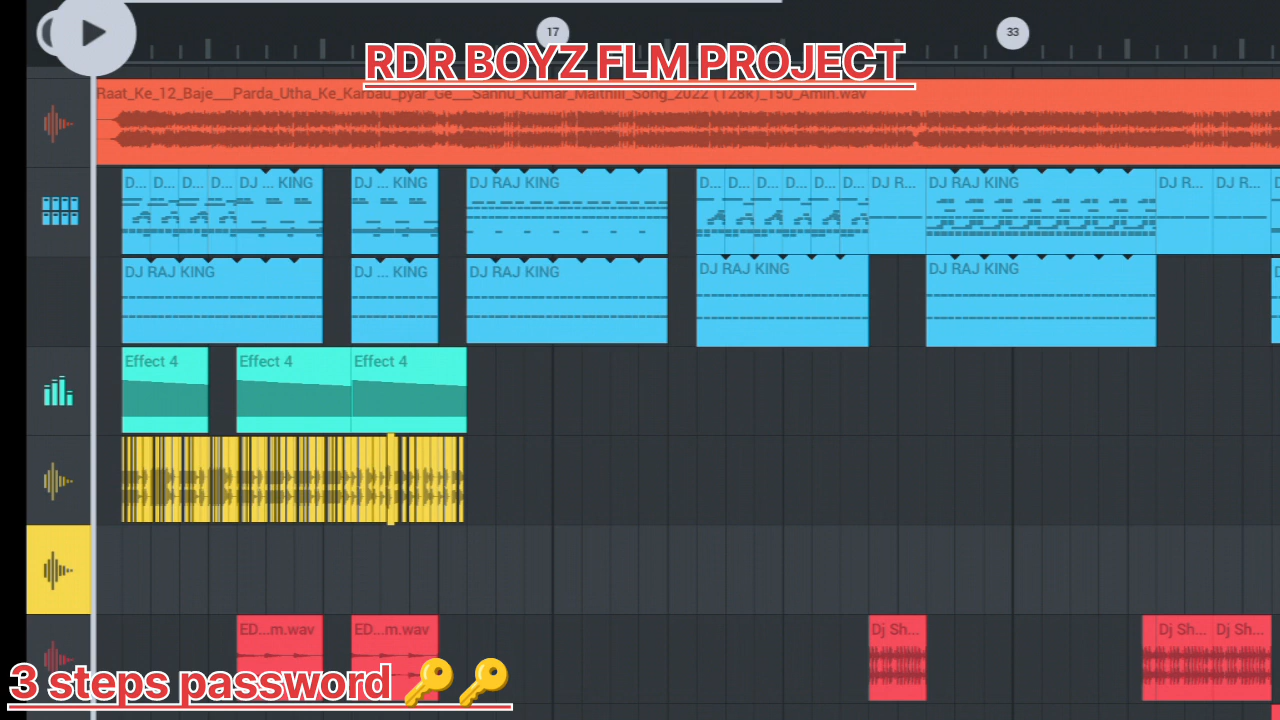 17
33
RDR BOYZ FLM PROJECT
Raat_Ke_12_Baje___Parda_Utha_Ke_Karbau_pyar_Ge___Sannu_Kumar_Maithili_Song_2022 (128k)_150_Amin.wav
D... D... D... D... DJ ... KING DJ ... KING DJ RAJ KING D... D... D... D... D... D... DJ R... DJ RAJ KING DJ R... DJ R...
DJ RAJ KING DJ ... KING DJ RAJ KING DJ RAJ KING DJ RAJ KING
Effect 4 Effect 4 Effect 4
ED...m.wav ED...m.wav Dj Sh... Dj Sh... Dj Sh...
3 steps password 🔑🔑